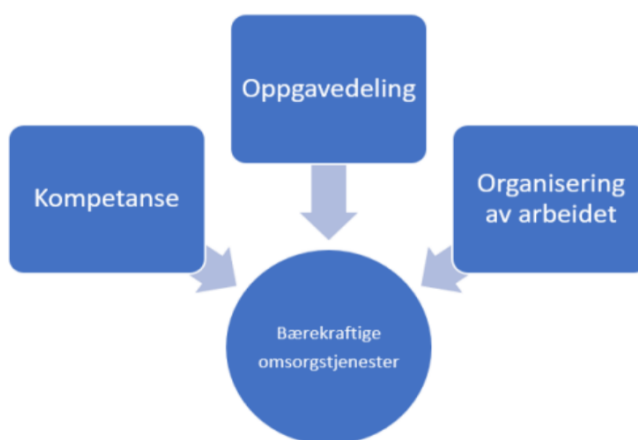 Oppgavedeling
Kompetanse
Organisering
av arbeidet
Bærekraftige
omsorgstjenester